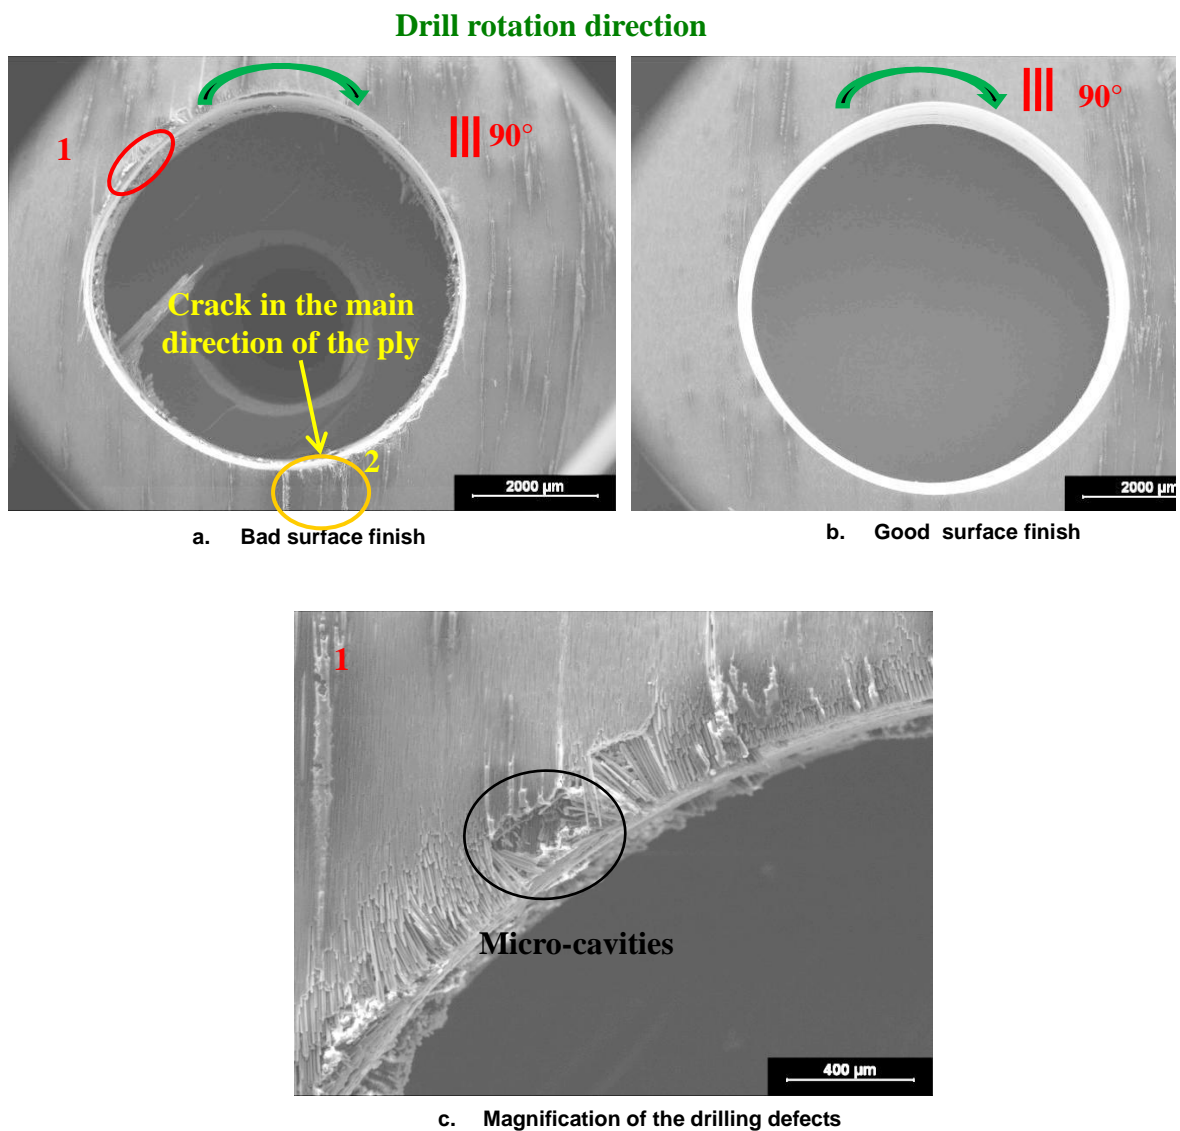 Drill rotation direction
1
90°
Crack in the main
direction of the ply
2
2000 µm
a. Bad surface finish
90°
2000 µm
b. Good surface finish
1
Micro-cavities
400 µm
c. Magnification of the drilling defects